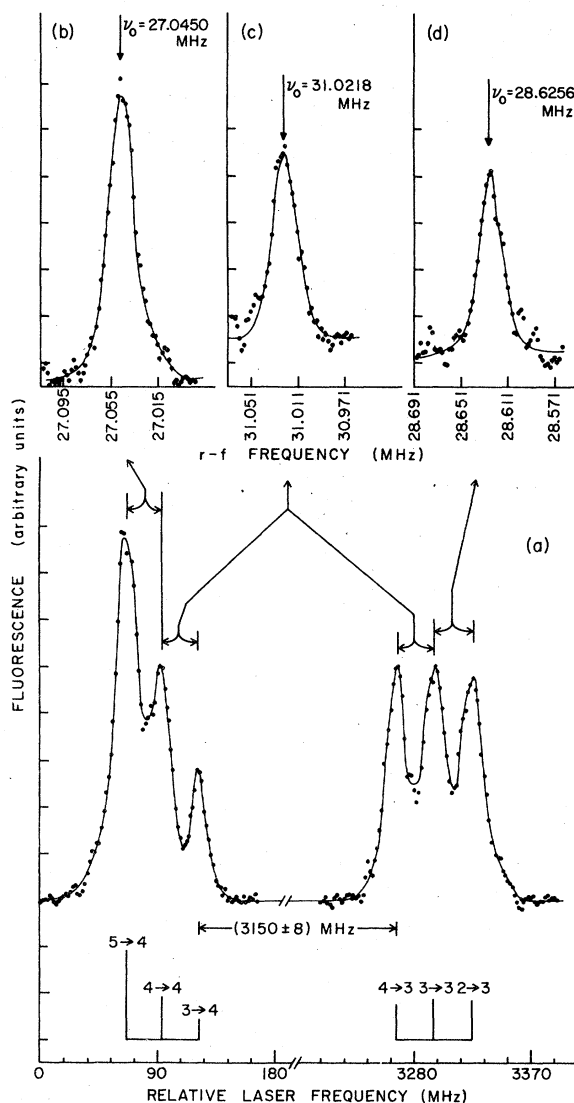 (b)
ν₀=27.0450
MHz
(c)
ν₀=31.0218
MHz
(d)
ν₀=28.6256
MHz
27.095
27.055
27.015
31.051
31.011
30.971
28.691
28.651
28.611
28.571
r-f FREQUENCY (MHz)
FLUORESCENCE (arbitrary units)
(a)
(3150±8) MHz
5→4
4→4
3→4
4→3 3→3 2→3
0 90 180 3280 3370
RELATIVE LASER FREQUENCY (MHz)